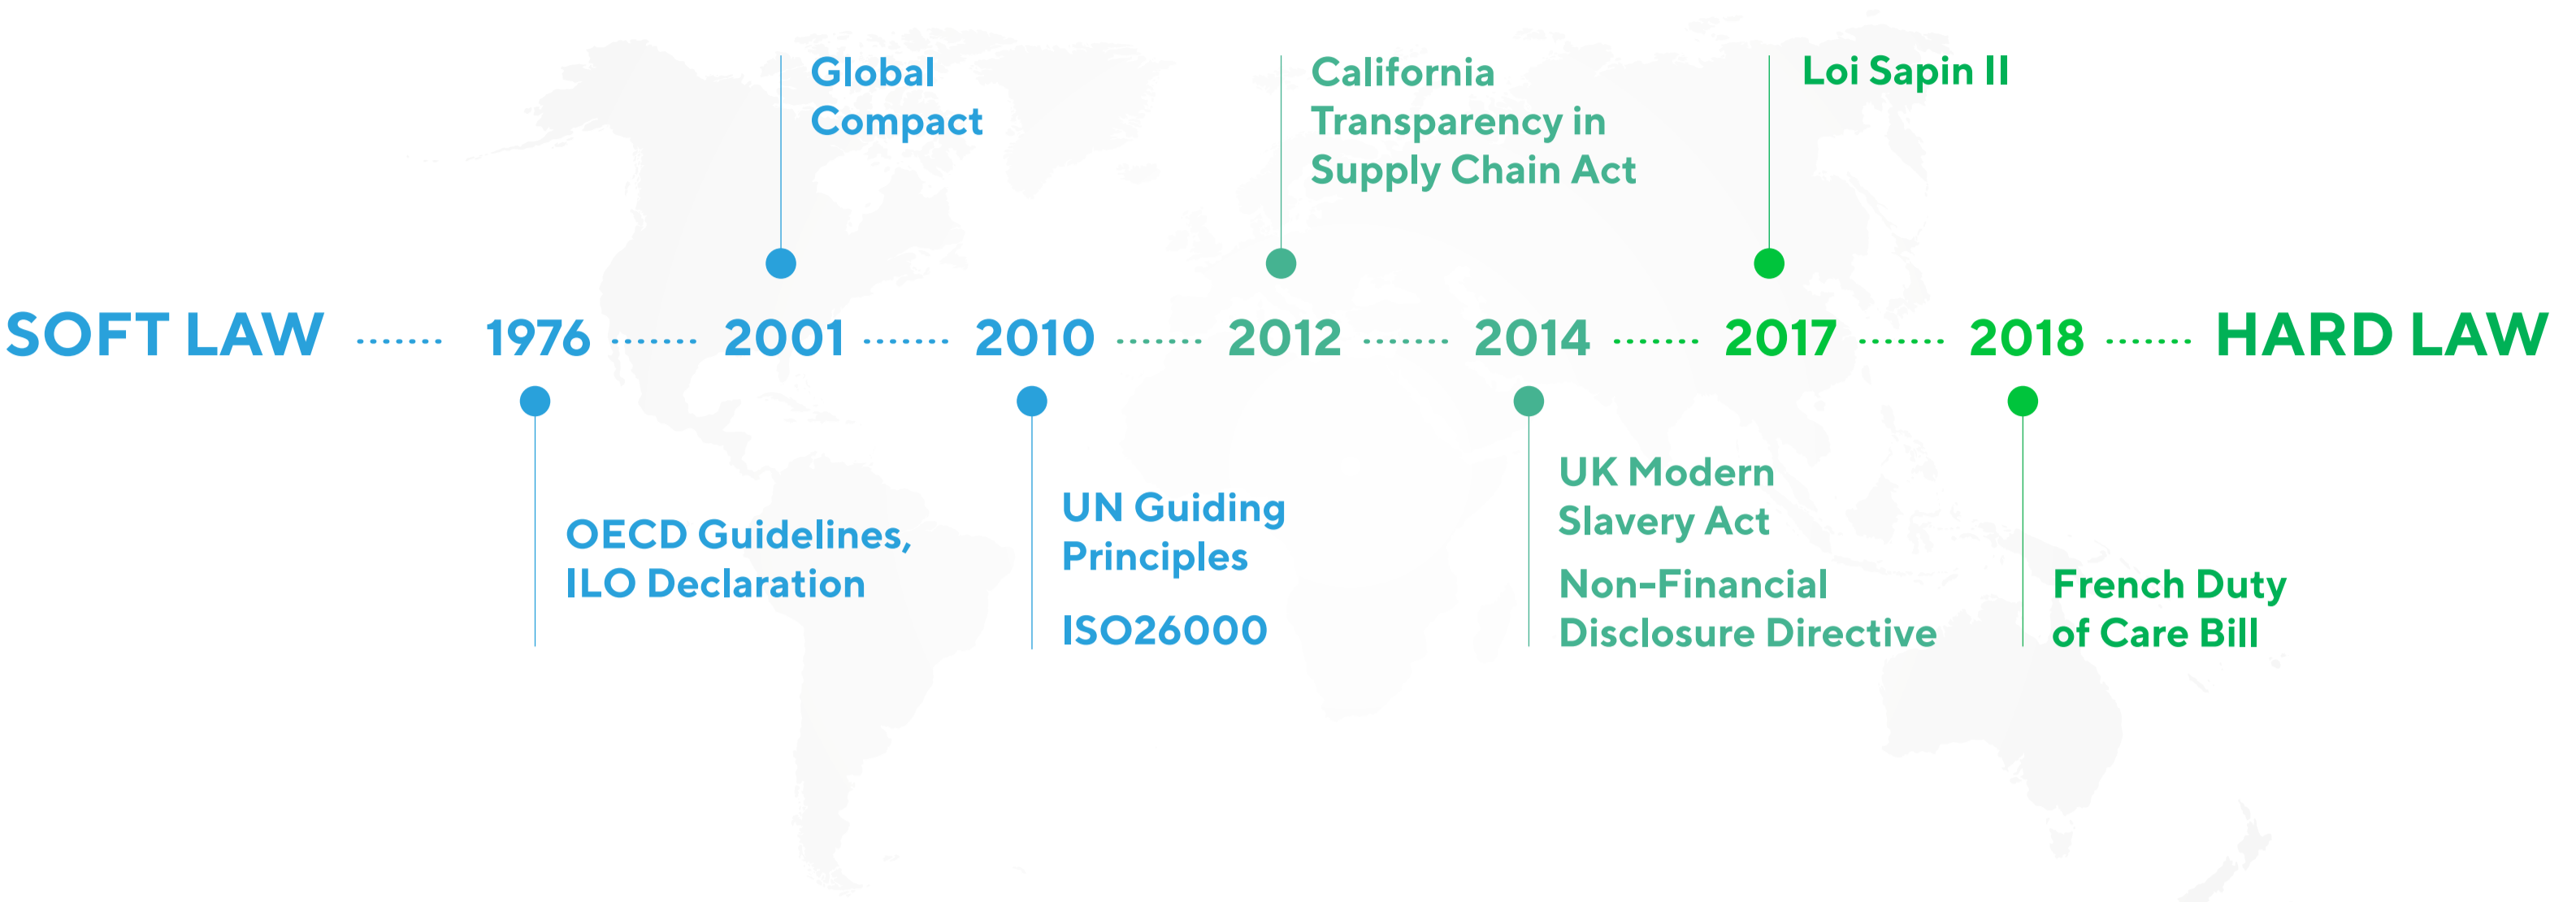 Global
Compact
California
Transparency in
Supply Chain Act
Loi Sapin II
SOFT LAW ...... 1976 ....... 2001 ....... 2010 ....... 2012 ....... 2014 ....... 2017 ....... 2018 ....... HARD LAW
OECD Guidelines,
ILO Declaration
UN Guiding
Principles
ISO26000
UK Modern
Slavery Act
Non-Financial
Disclosure Directive
French Duty
of Care Bill